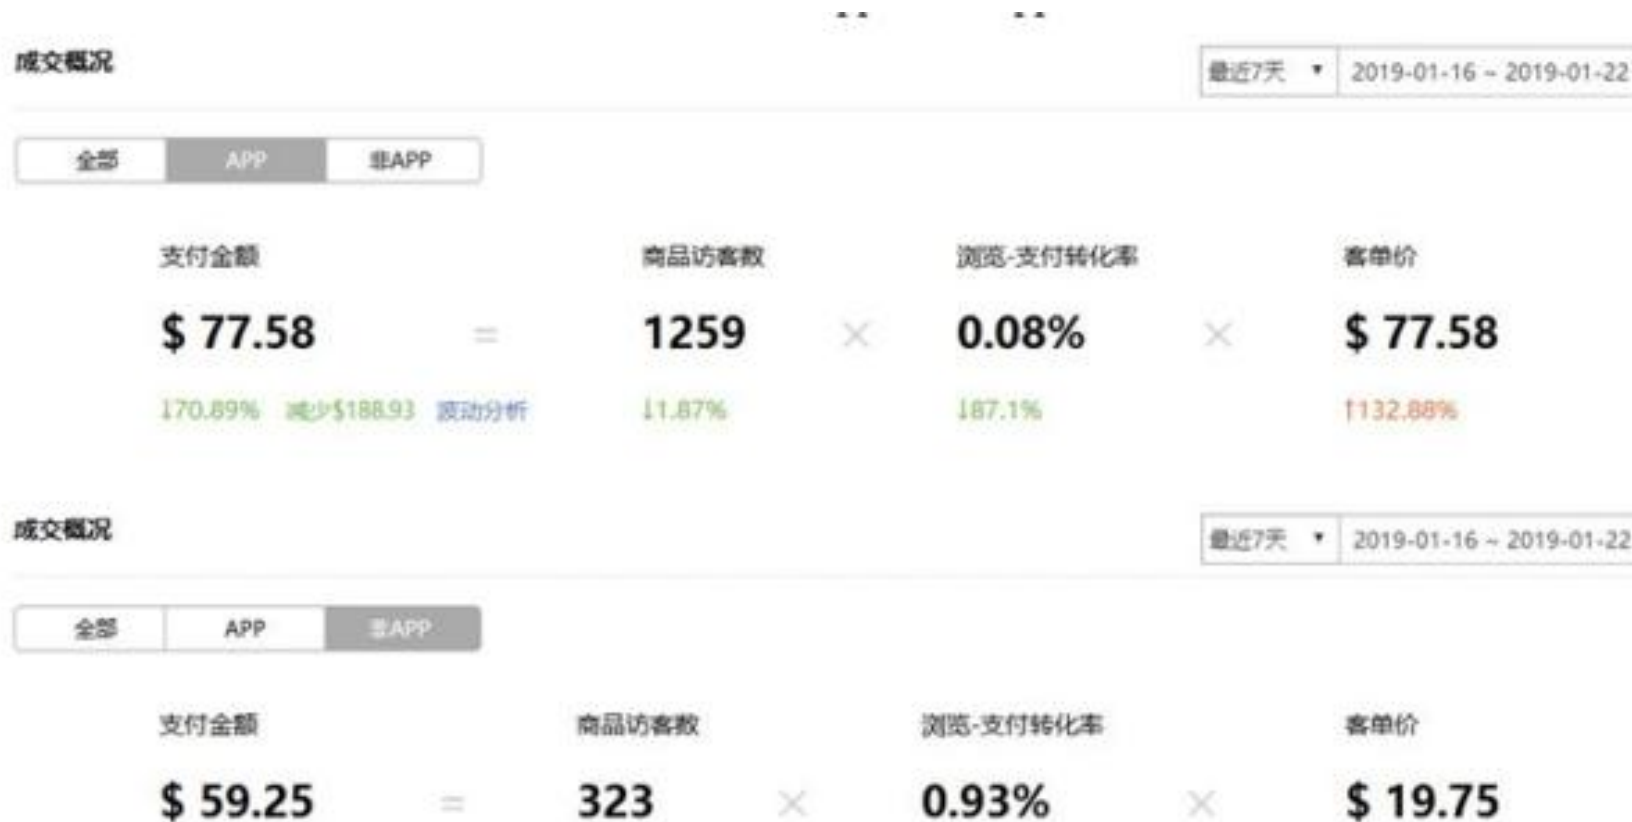 成交概况
最近7天 ▼ 2019-01-16 ~ 2019-01-22
全部 APP 非APP
支付金额 商品访客数 浏览-支付转化率 客单价
$ 77.58 = 1259 × 0.08% × $ 77.58
↓70.89% 减少$188.93 波动分析 ↓1.87% ↓87.1% ↑132.88%
成交概况
最近7天 ▼ 2019-01-16 ~ 2019-01-22
全部 APP 非APP
支付金额 商品访客数 浏览-支付转化率 客单价
$ 59.25 = 323 × 0.93% × $ 19.75